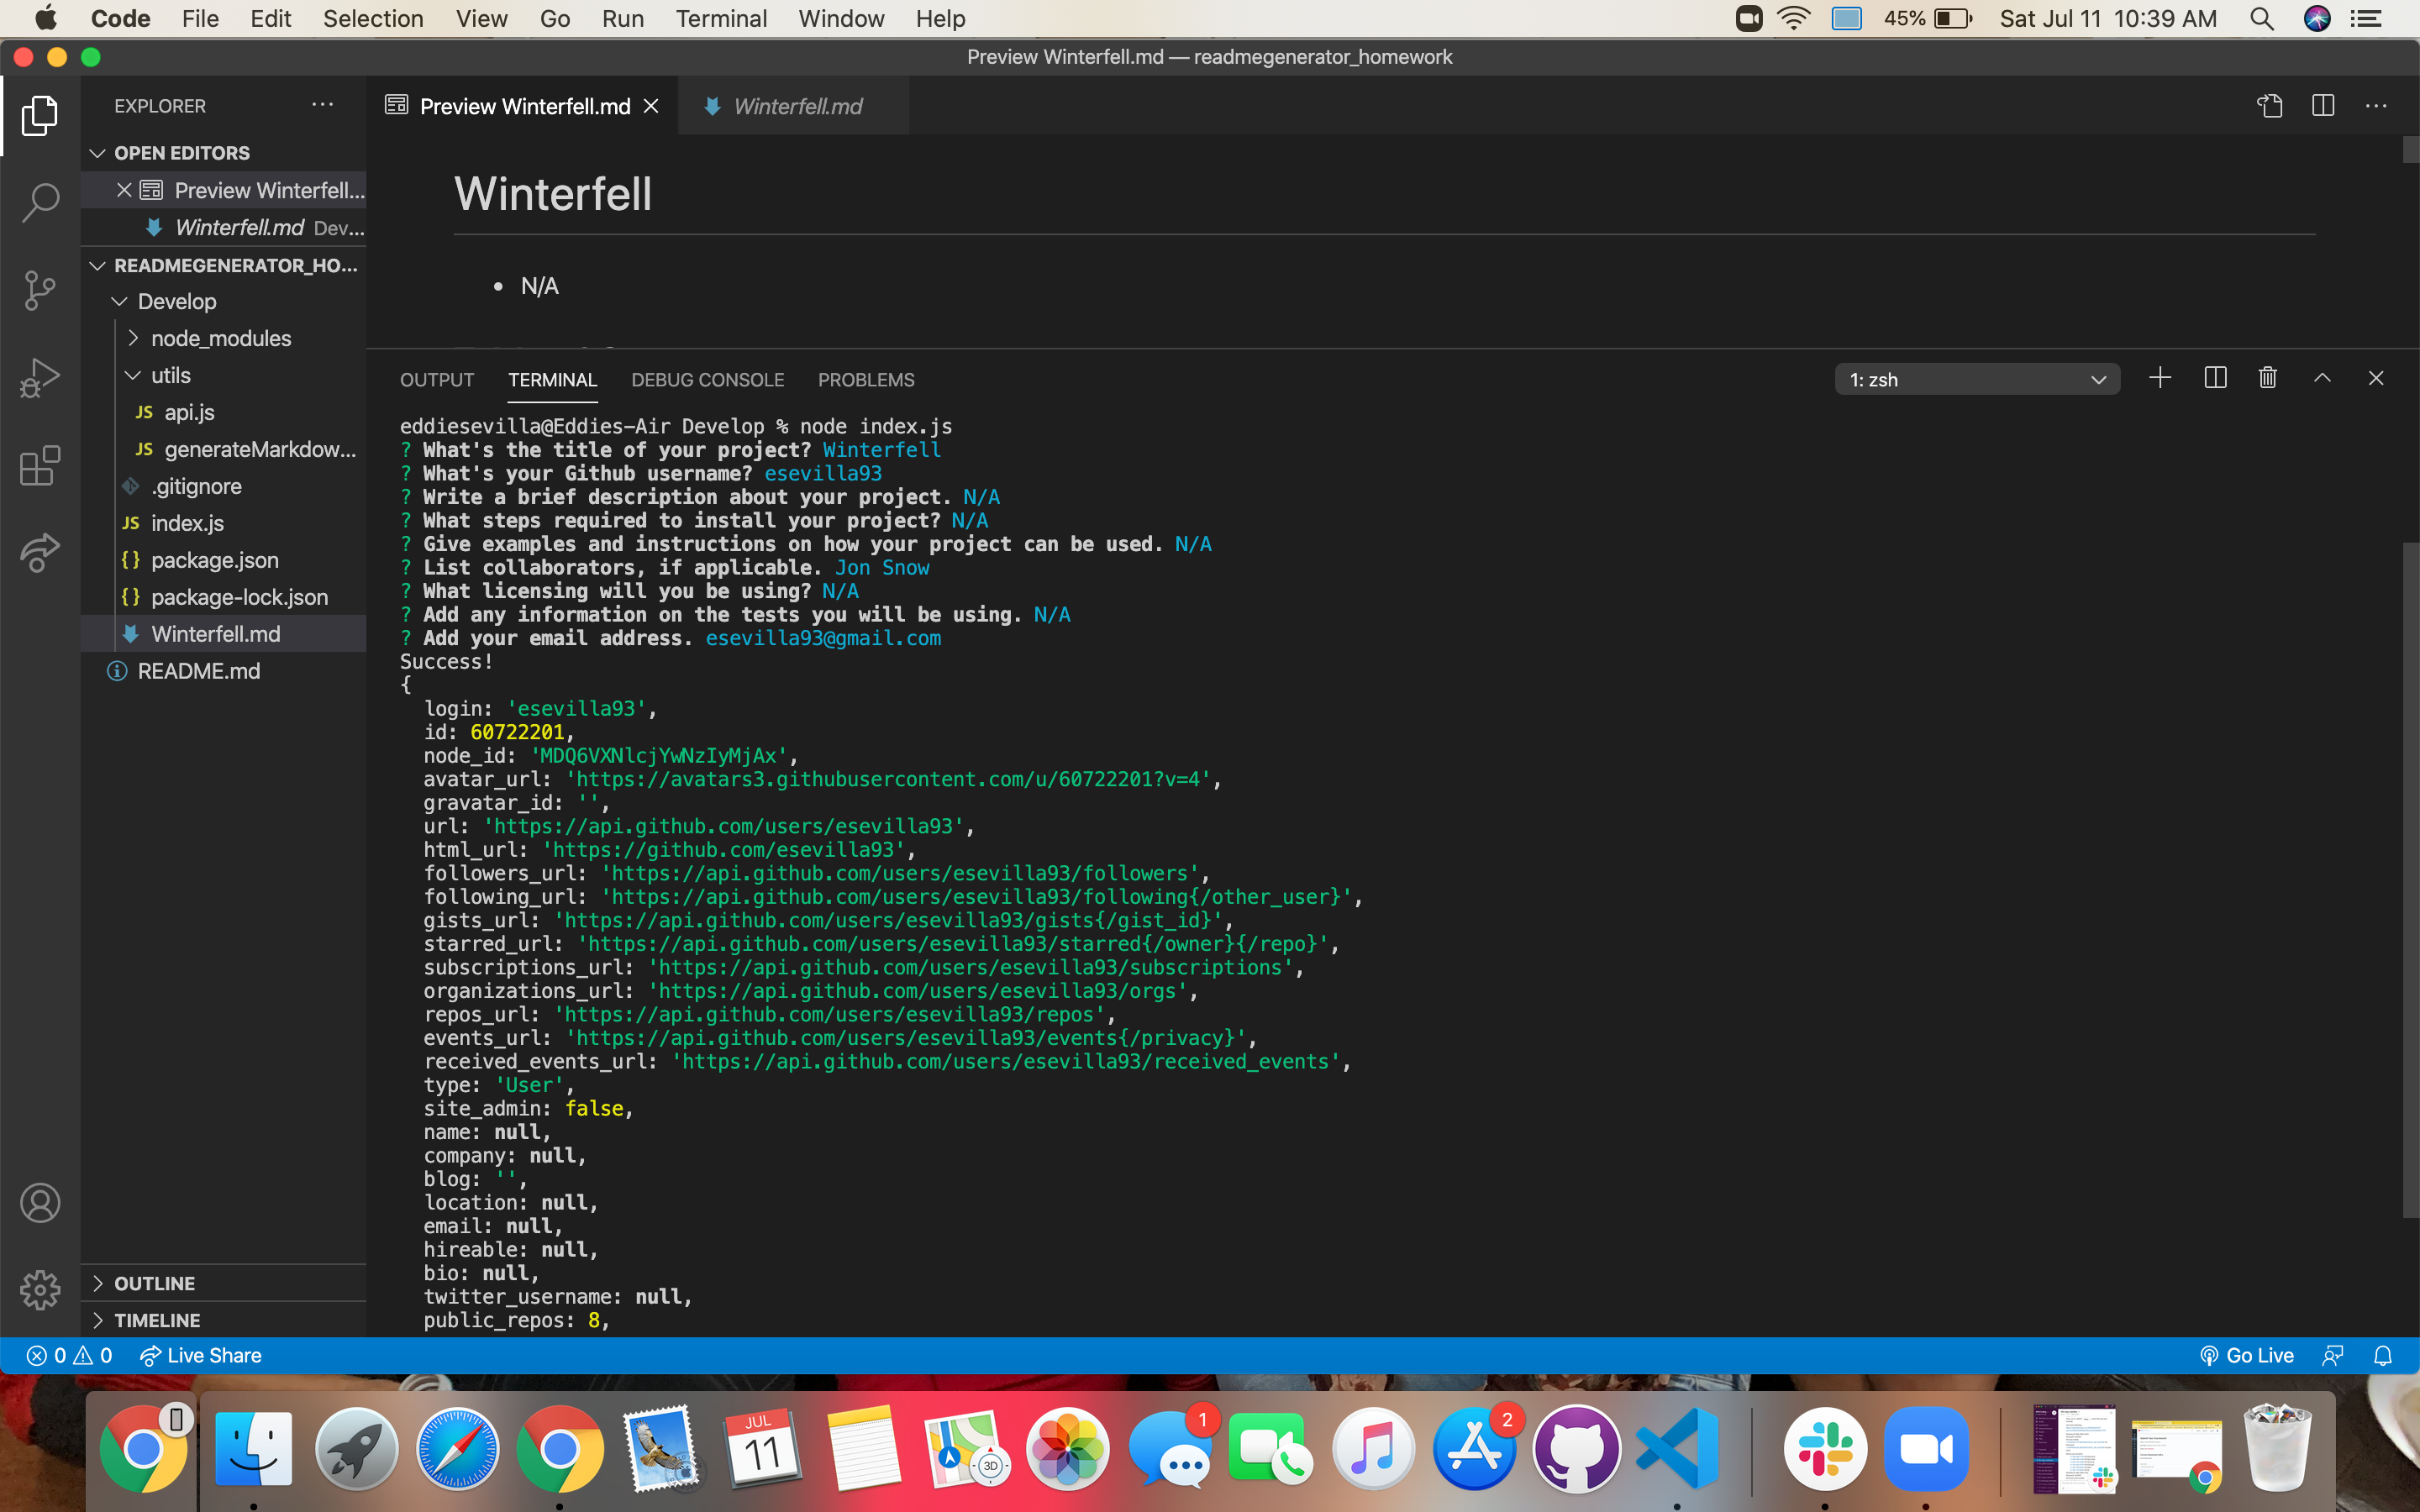 Code File Edit Selection View Go Run Terminal Window Help 45% Sat Jul 11 10:39 AM
Preview Winterfell.md — readmegenerator_homework
EXPLORER
Preview Winterfell.md
Winterfell.md
OPEN EDITORS
Preview Winterfell...
Winterfell.md Dev...
READMEGENERATOR_HO...
Develop
node_modules
utils
JS api.js
JS generateMarkdow...
.gitignore
JS index.js
{} package.json
{} package-lock.json
Winterfell.md
README.md
OUTLINE
TIMELINE
Winterfell
• N/A
OUTPUT TERMINAL DEBUG CONSOLE PROBLEMS 1: zsh
eddiesevilla@Eddies-Air Develop % node index.js
? What's the title of your project? Winterfell
? What's your Github username? esevilla93
? Write a brief description about your project. N/A
? What steps required to install your project? N/A
? Give examples and instructions on how your project can be used. N/A
? List collaborators, if applicable. Jon Snow
? What licensing will you be using? N/A
? Add any information on the tests you will be using. N/A
? Add your email address. esevilla93@gmail.com
Success!
{
login: 'esevilla93',
id: 60722201,
node_id: 'MDQ6VXNlcjYwNzIyMjAx',
avatar_url: 'https://avatars3.githubusercontent.com/u/60722201?v=4',
gravatar_id: '',
url: 'https://api.github.com/users/esevilla93',
html_url: 'https://github.com/esevilla93',
followers_url: 'https://api.github.com/users/esevilla93/followers',
following_url: 'https://api.github.com/users/esevilla93/following{/other_user}',
gists_url: 'https://api.github.com/users/esevilla93/gists{/gist_id}',
starred_url: 'https://api.github.com/users/esevilla93/starred{/owner}{/repo}',
subscriptions_url: 'https://api.github.com/users/esevilla93/subscriptions',
organizations_url: 'https://api.github.com/users/esevilla93/orgs',
repos_url: 'https://api.github.com/users/esevilla93/repos',
events_url: 'https://api.github.com/users/esevilla93/events{/privacy}',
received_events_url: 'https://api.github.com/users/esevilla93/received_events',
type: 'User',
site_admin: false,
name: null,
company: null,
blog: '',
location: null,
email: null,
hireable: null,
bio: null,
twitter_username: null,
public_repos: 8,
0 0 Live Share Go Live
JUL
11
3D
1
2